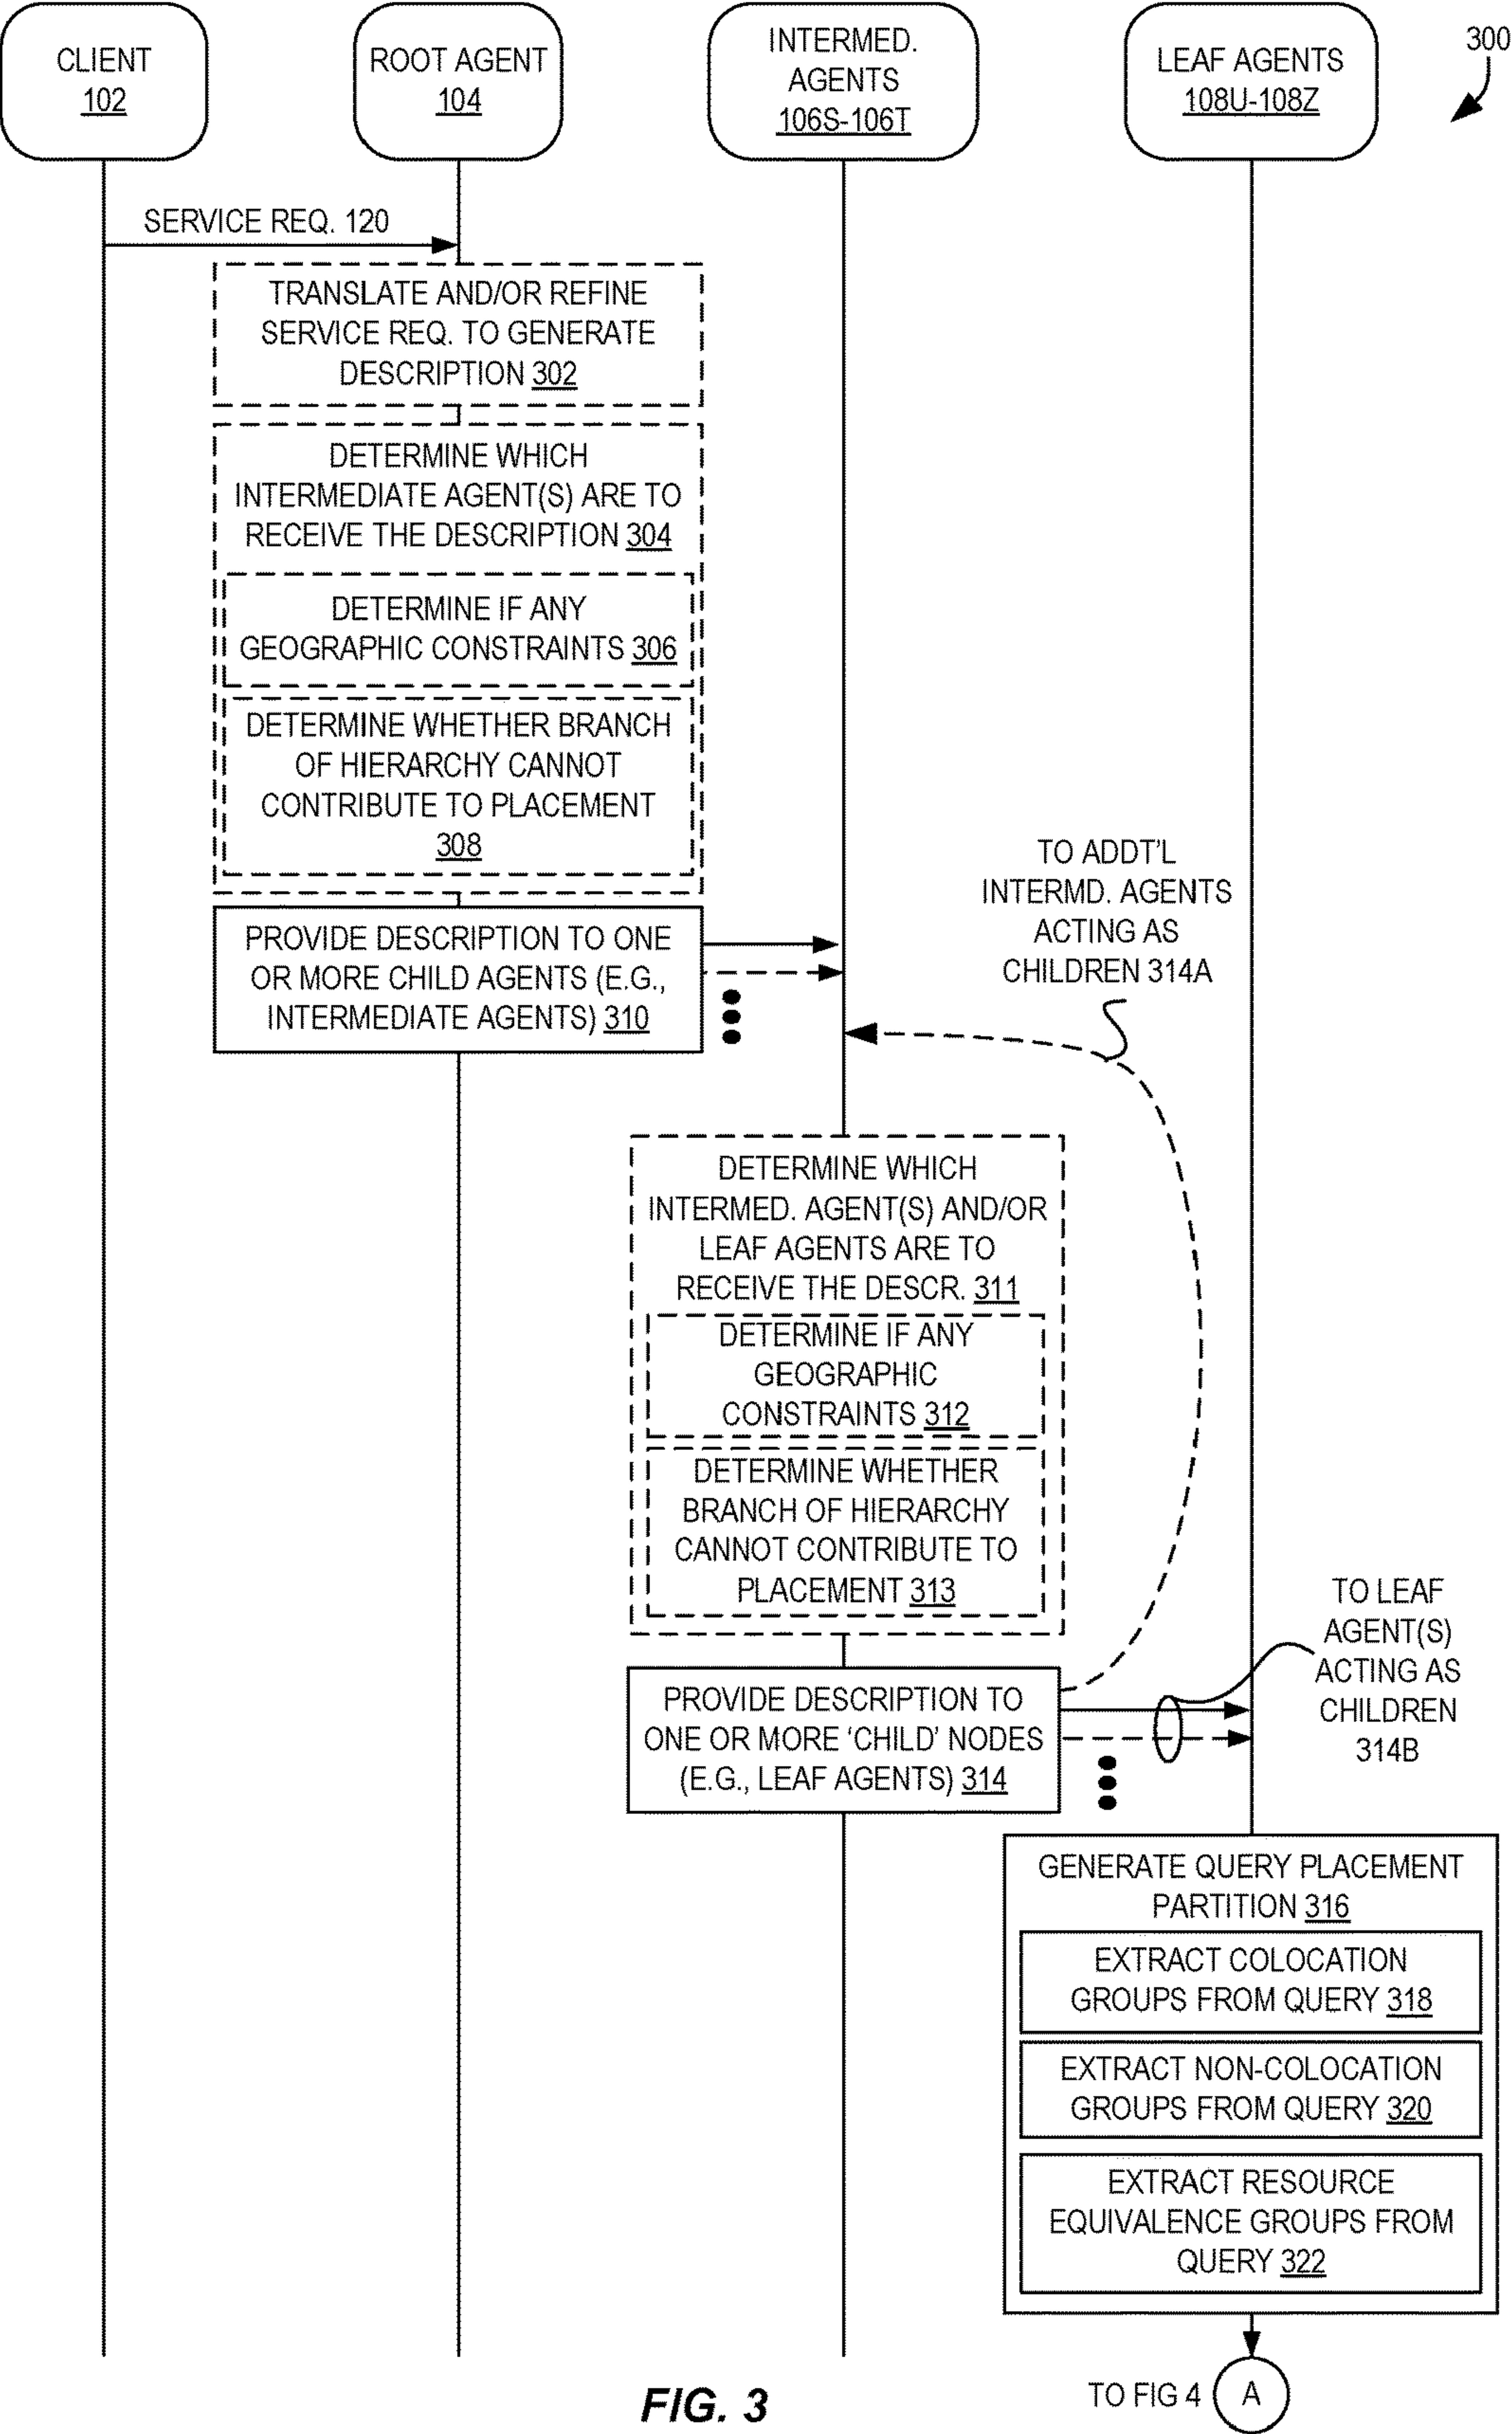 CLIENT
102
ROOT AGENT
104
INTERMED.
AGENTS
106S-106T
LEAF AGENTS
108U-108Z
300
SERVICE REQ. 120
TRANSLATE AND/OR REFINE
SERVICE REQ. TO GENERATE
DESCRIPTION 302
DETERMINE WHICH
INTERMEDIATE AGENT(S) ARE TO
RECEIVE THE DESCRIPTION 304
DETERMINE IF ANY
GEOGRAPHIC CONSTRAINTS 306
DETERMINE WHETHER BRANCH
OF HIERARCHY CANNOT
CONTRIBUTE TO PLACEMENT
308
PROVIDE DESCRIPTION TO ONE
OR MORE CHILD AGENTS (E.G.,
INTERMEDIATE AGENTS) 310
TO ADDT'L
INTERMD. AGENTS
ACTING AS
CHILDREN 314A
DETERMINE WHICH
INTERMED. AGENT(S) AND/OR
LEAF AGENTS ARE TO
RECEIVE THE DESCR. 311
DETERMINE IF ANY
GEOGRAPHIC
CONSTRAINTS 312
DETERMINE WHETHER
BRANCH OF HIERARCHY
CANNOT CONTRIBUTE TO
PLACEMENT 313
TO LEAF
AGENT(S)
ACTING AS
CHILDREN
314B
PROVIDE DESCRIPTION TO
ONE OR MORE ‘CHILD’ NODES
(E.G., LEAF AGENTS) 314
GENERATE QUERY PLACEMENT
PARTITION 316
EXTRACT COLOCATION
GROUPS FROM QUERY 318
EXTRACT NON-COLOCATION
GROUPS FROM QUERY 320
EXTRACT RESOURCE
EQUIVALENCE GROUPS FROM
QUERY 322
TO FIG 4
A
FIG. 3